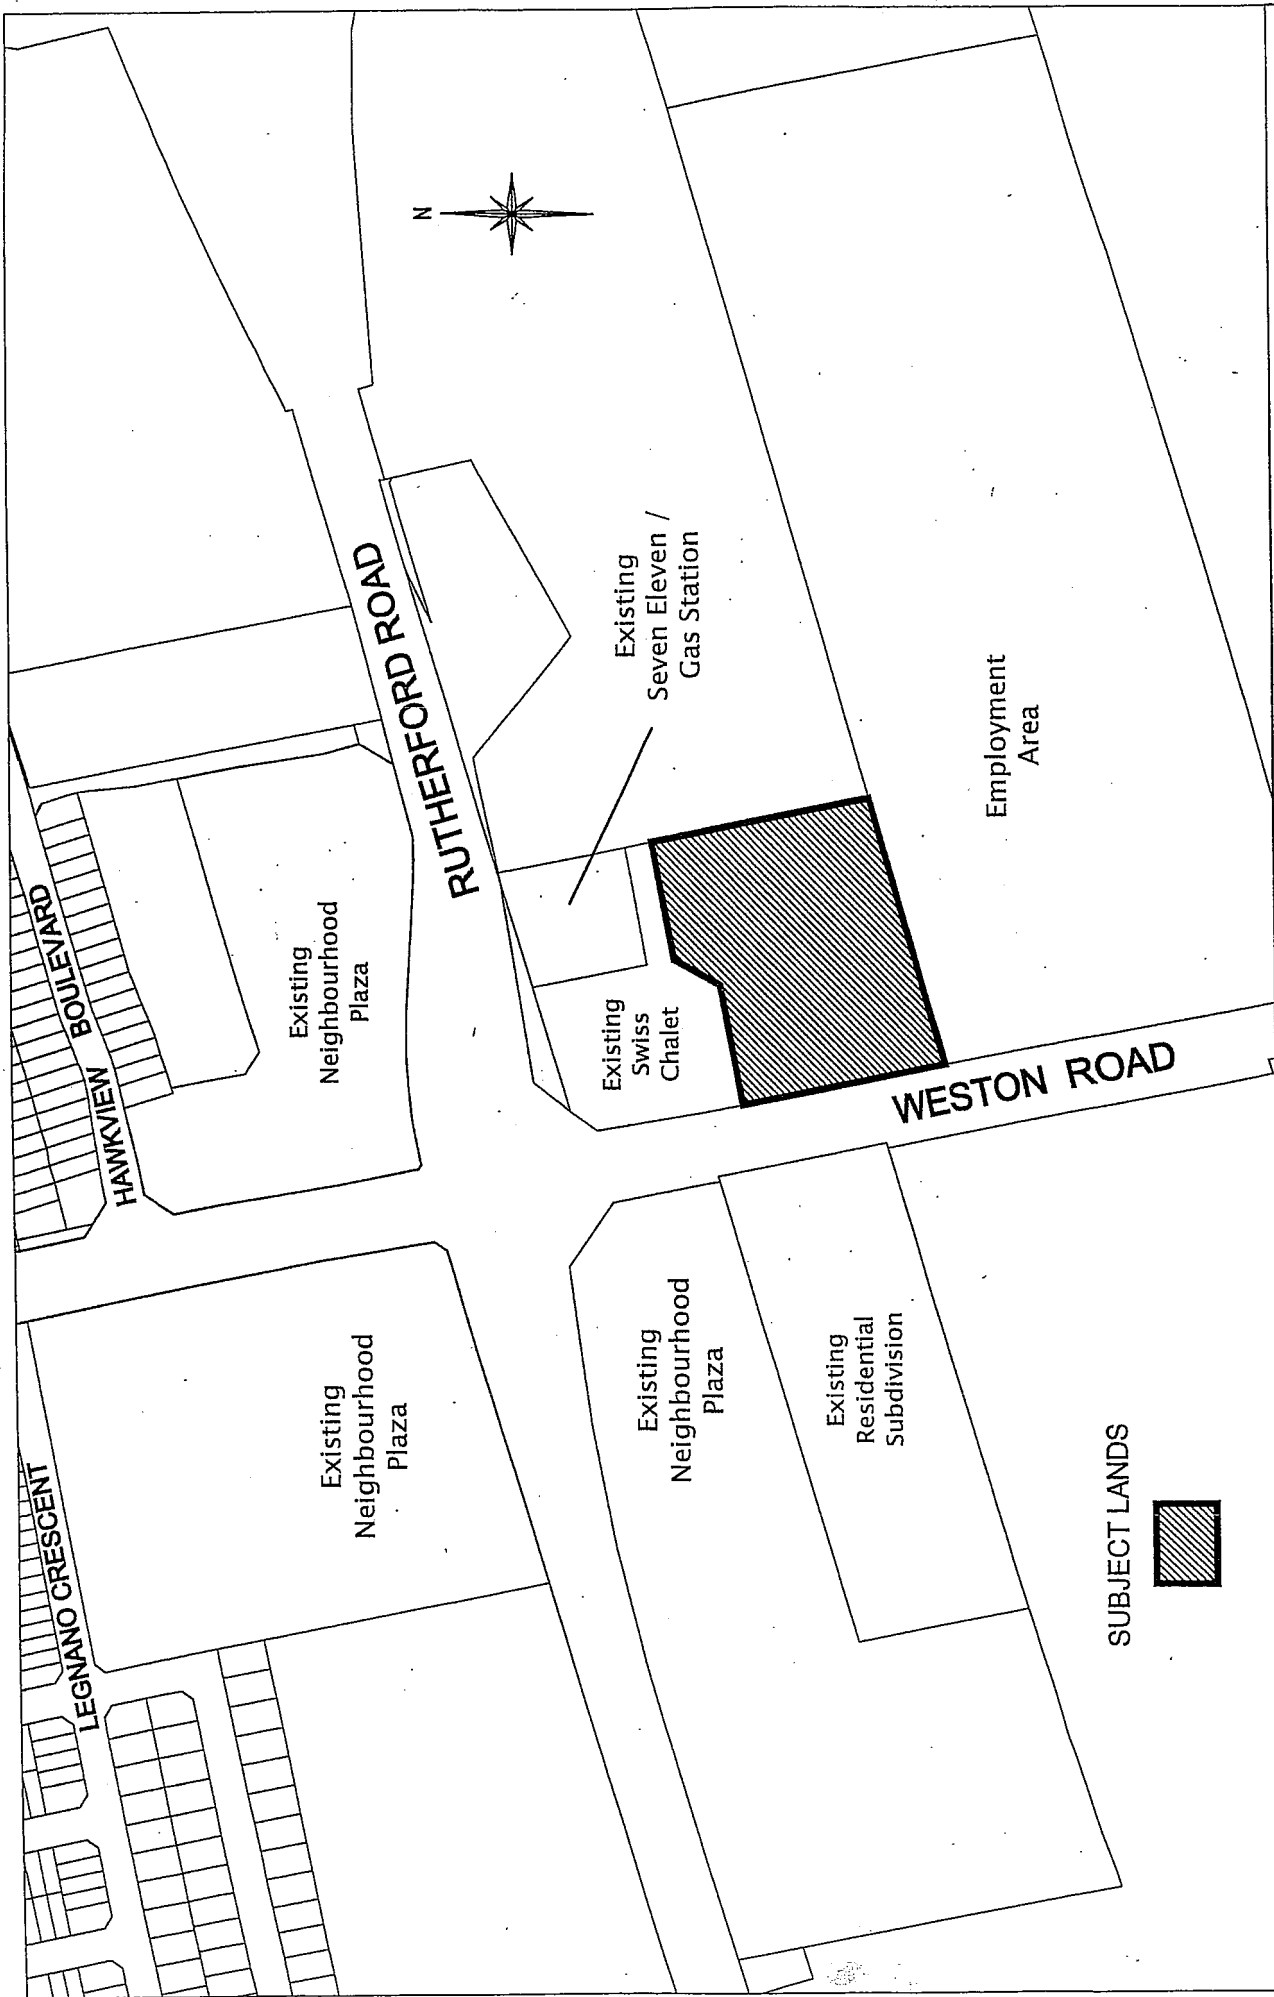 LEGNANO CRESCENT
HAWKVIEW BOULEVARD
Existing
Neighbourhood
Plaza
Existing
Neighbourhood
Plaza
RUTHERFORD ROAD
N
Existing
Neighbourhood
Plaza
Existing
Swiss
Chalet
Existing
Seven Eleven /
Gas Station
Existing
Residential
Subdivision
WESTON ROAD
Employment
Area
SUBJECT LANDS